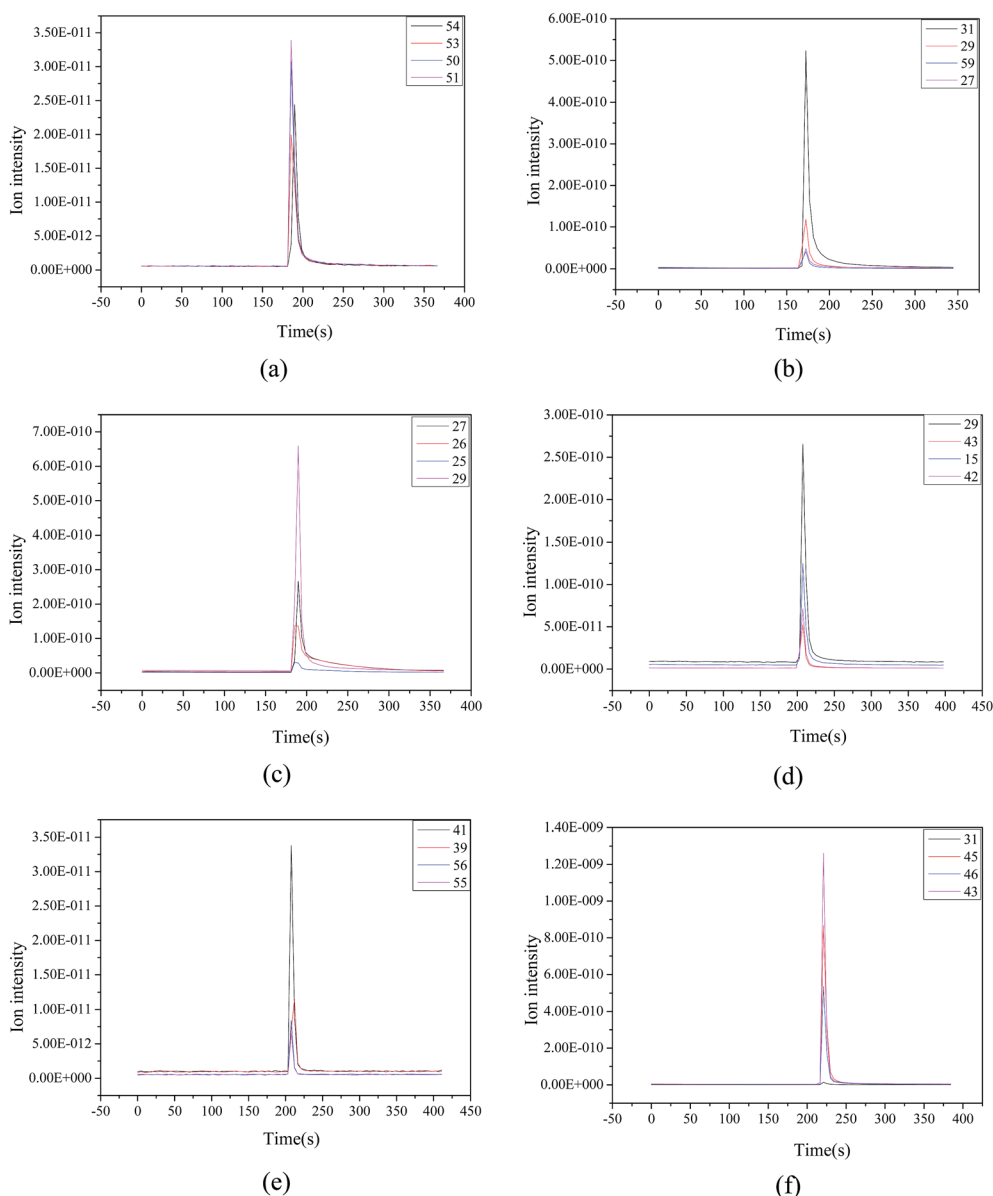 3.50E-011
3.00E-011
2.50E-011
2.00E-011
1.50E-011
1.00E-011
5.00E-012
0.00E+000
Ion intensity
54
53
50
51
-50 0 50 100 150 200 250 300 350 400
Time(s)
(a)
6.00E-010
5.00E-010
4.00E-010
3.00E-010
2.00E-010
1.00E-010
0.00E+000
Ion intensity
31
29
59
27
-50 0 50 100 150 200 250 300 350
Time(s)
(b)
7.00E-010
6.00E-010
5.00E-010
4.00E-010
3.00E-010
2.00E-010
1.00E-010
0.00E+000
Ion intensity
27
26
25
29
-50 0 50 100 150 200 250 300 350 400
Time(s)
(c)
3.00E-010
2.50E-010
2.00E-010
1.50E-010
1.00E-010
5.00E-011
0.00E+000
Ion intensity
29
43
15
42
-50 0 50 100 150 200 250 300 350 400 450
Time(s)
(d)
3.50E-011
3.00E-011
2.50E-011
2.00E-011
1.50E-011
1.00E-011
5.00E-012
0.00E+000
Ion intensity
41
39
56
55
-50 0 50 100 150 200 250 300 350 400 450
Time(s)
(e)
1.40E-009
1.20E-009
1.00E-009
8.00E-010
6.00E-010
4.00E-010
2.00E-010
0.00E+000
Ion intensity
31
45
46
43
-50 0 50 100 150 200 250 300 350 400
Time(s)
(f)